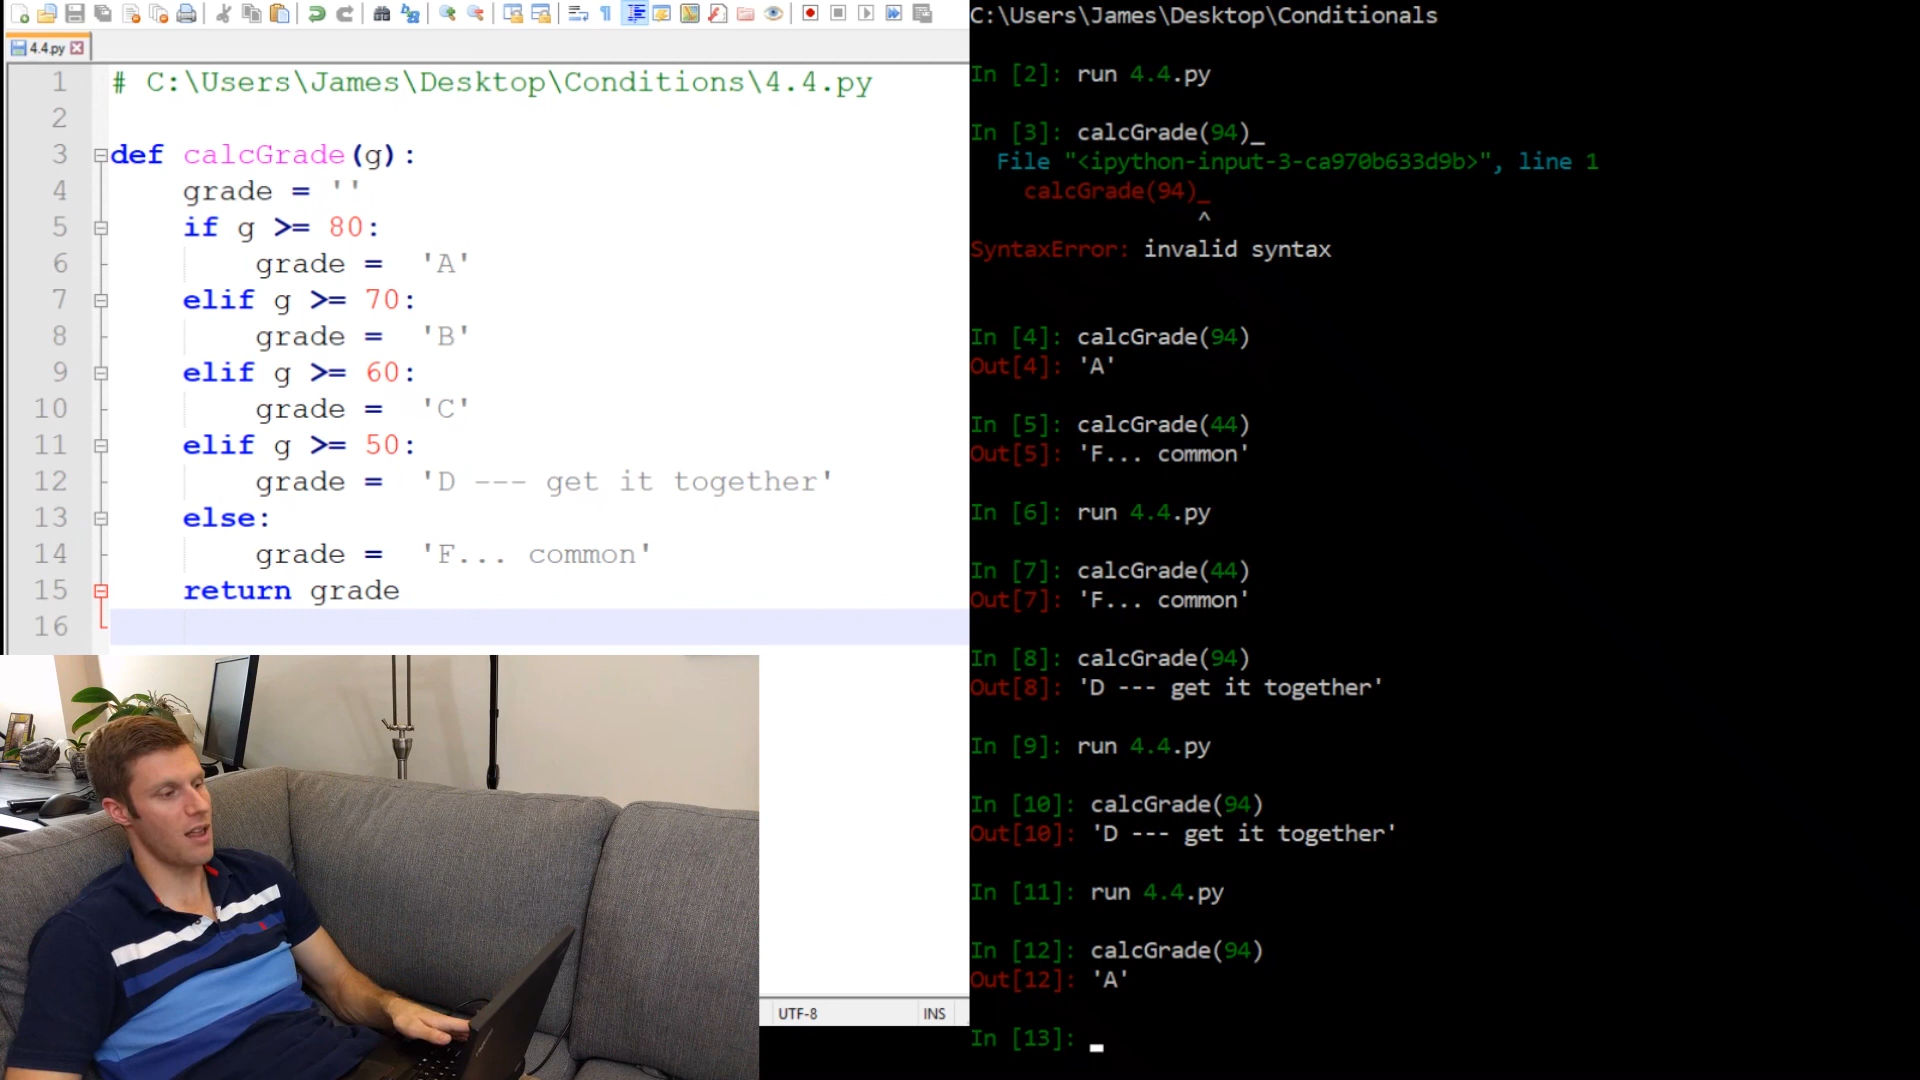 4.4.py
1 # C:\Users\James\Desktop\Conditions\4.4.py
2
3 def calcGrade(g):
4 grade = ''
5 if g >= 80:
6 grade = 'A'
7 elif g >= 70:
8 grade = 'B'
9 elif g >= 60:
10 grade = 'C'
11 elif g >= 50:
12 grade = 'D --- get it together'
13 else:
14 grade = 'F... common'
15 return grade
16
UTF-8 INS
C:\Users\James\Desktop\Conditionals
In [2]: run 4.4.py
In [3]: calcGrade(94)_
File "<ipython-input-3-ca970b633d9b>", line 1
calcGrade(94)_
^
SyntaxError: invalid syntax
In [4]: calcGrade(94)
Out[4]: 'A'
In [5]: calcGrade(44)
Out[5]: 'F... common'
In [6]: run 4.4.py
In [7]: calcGrade(44)
Out[7]: 'F... common'
In [8]: calcGrade(94)
Out[8]: 'D --- get it together'
In [9]: run 4.4.py
In [10]: calcGrade(94)
Out[10]: 'D --- get it together'
In [11]: run 4.4.py
In [12]: calcGrade(94)
Out[12]: 'A'
In [13]: